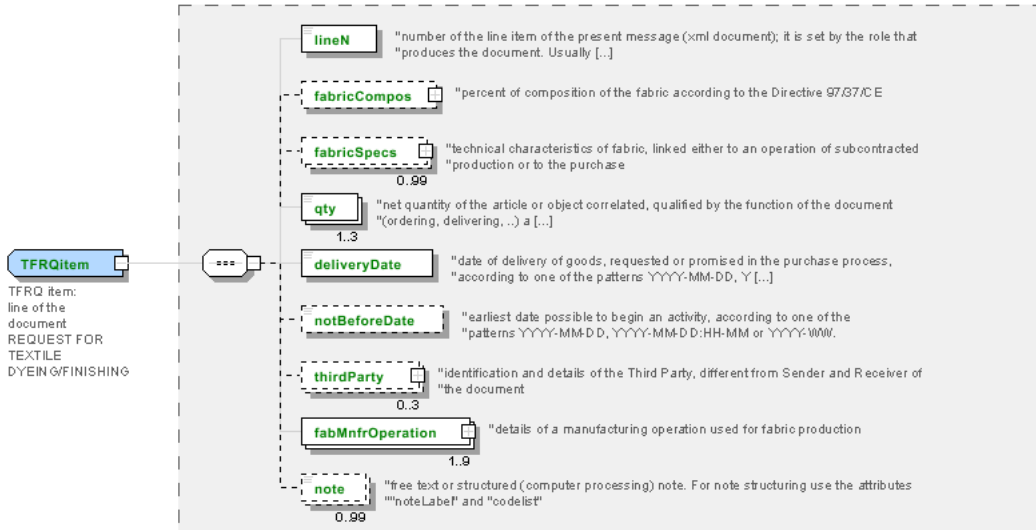 lineN
"number of the line item of the present message (xml document); it is set by the role that
"produces the document. Usually [...]
fabricCompos
"percent of composition of the fabric according to the Directive 97/37/CE
fabricSpecs
"technical characteristics of fabric, linked either to an operation of subcontracted
"production or to the purchase
0..99
qty
"net quantity of the article or object correlated, qualified by the function of the document
"(ordering, delivering, ..) a [...]
1..3
TFRQitem
TFRQ item:
line of the
document
REQUEST FOR
TEXTILE
DYEING/FINISHING
deliveryDate
"date of delivery of goods, requested or promised in the purchase process,
"according to one of the patterns YYYY-MM-DD, Y [...]
notBeforeDate
"earliest date possible to begin an activity, according to one of the
"patterns YYYY-MM-DD, YYYY-MM-DD:HH-MM or YYYY-WW.
thirdParty
"identification and details of the Third Party, different from Sender and Receiver of
"the document
0..3
fabMnfrOperation
"details of a manufacturing operation used for fabric production
1..9
note
"free text or structured (computer processing) note. For note structuring use the attributes
""noteLabel" and "codelist"
0..99